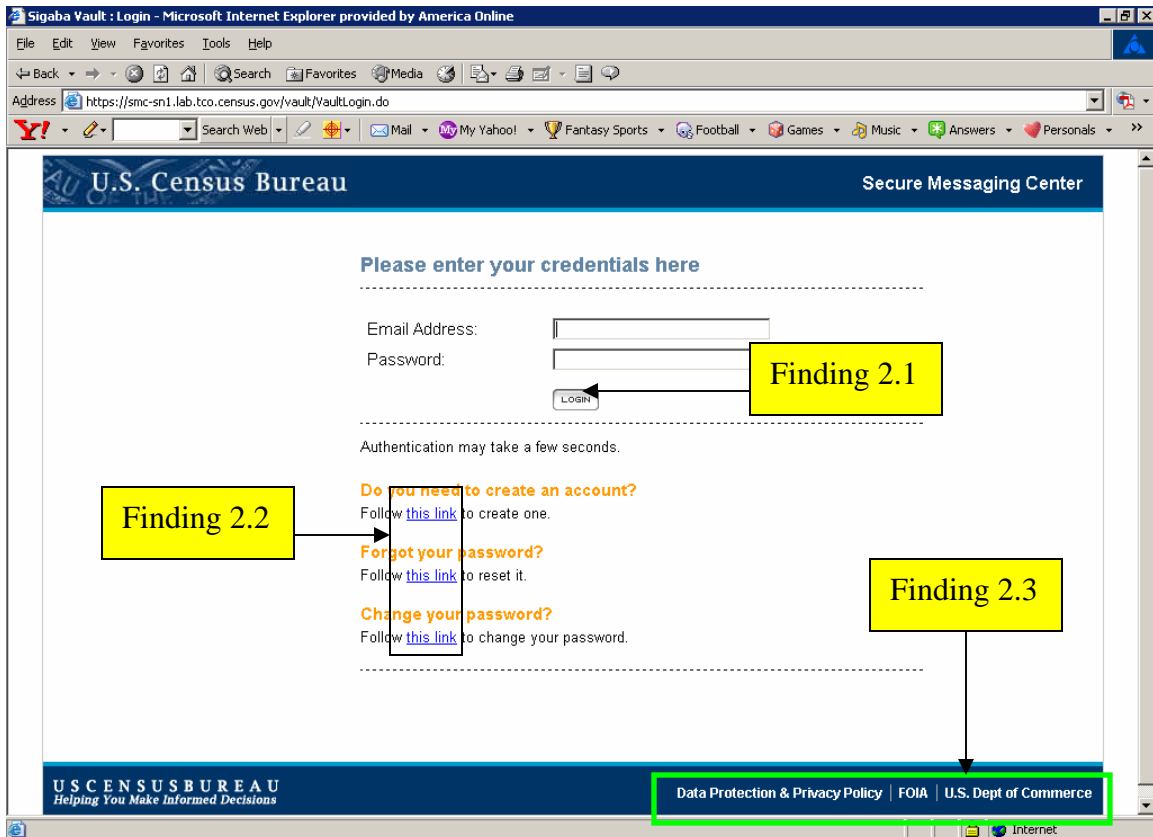 Sigaba Vault : Login - Microsoft Internet Explorer provided by America Online
File Edit View Favorites Tools Help
Back Search Favorites Media
Address https://smc-sn1.lab.tco.census.gov/vault/VaultLogin.do
Y! Search Web Mail My Yahoo! Fantasy Sports Football Games Music Answers Personals »
U.S. Census Bureau Secure Messaging Center
Please enter your credentials here
Email Address:
Password:
Finding 2.1
LOGIN
Authentication may take a few seconds.
Do you need to create an account?
Finding 2.2
Follow this link to create one.
Forgot your password?
Follow this link to reset it.
Finding 2.3
Change your password?
Follow this link to change your password.
USCENSUSBUREAU
Helping You Make Informed Decisions
Data Protection & Privacy Policy | FOIA | U.S. Dept of Commerce
Internet